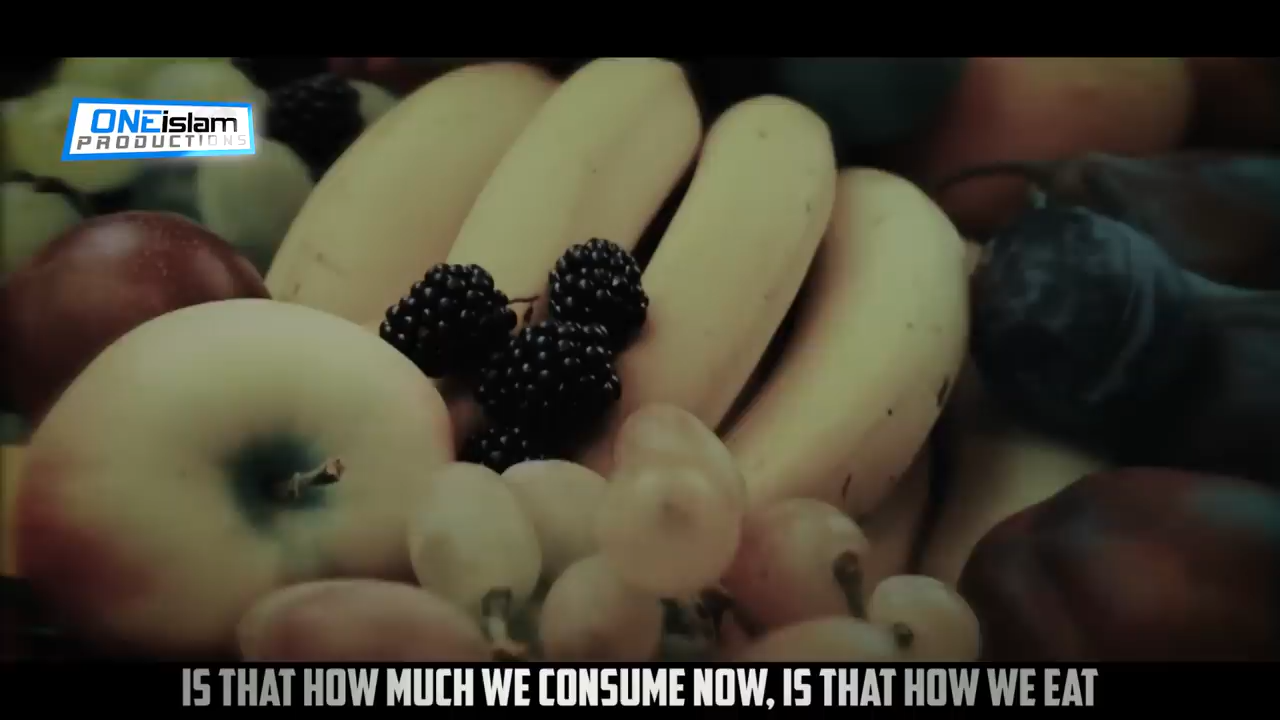 ONEislam
PRODUCTIONS
IS THAT HOW MUCH WE CONSUME NOW, IS THAT HOW WE EAT